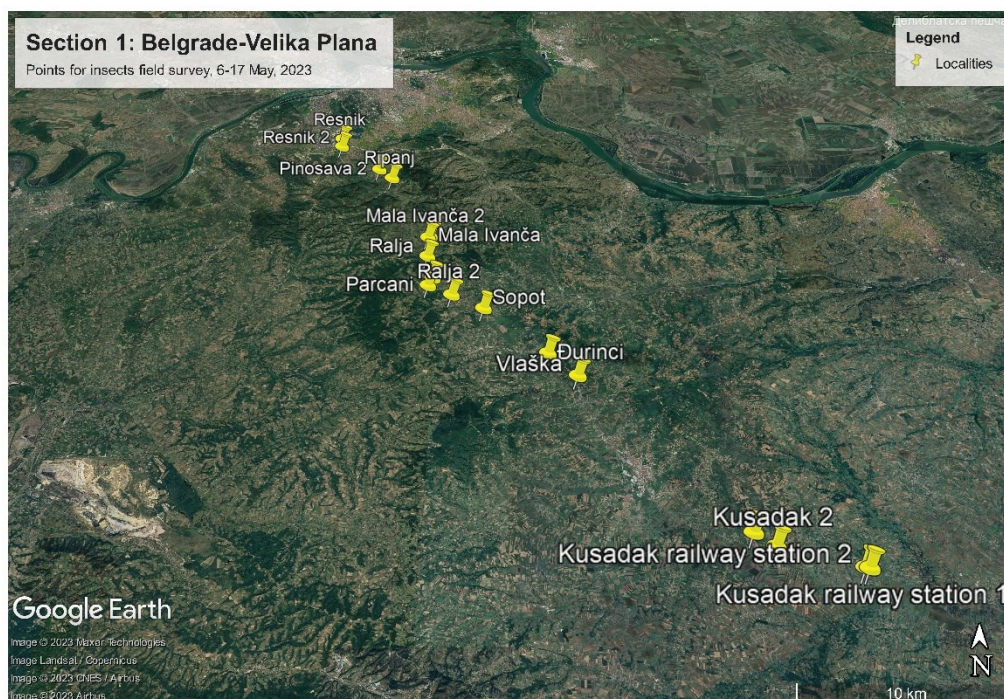 Section 1: Belgrade-Velika Plana
Points for insects field survey, 6-17 May, 2023
Делиблатска пешча
Legend
Localities
Resnik
Resnik 2
Ripanj
Pinosava 2
Mala Ivanča 2
Mala Ivanča
Ralja
Ralja 2
Parcani
Sopot
Đurinci
Vlaška
Kusadak 2
Kusadak railway station 2
Kusadak railway station 1
Google Earth
Image © 2023 Maxar Technologies
Image Landsat / Copernicus
Image © 2023 CNES / Airbus
Image © 2023 Airbus
N
10 km